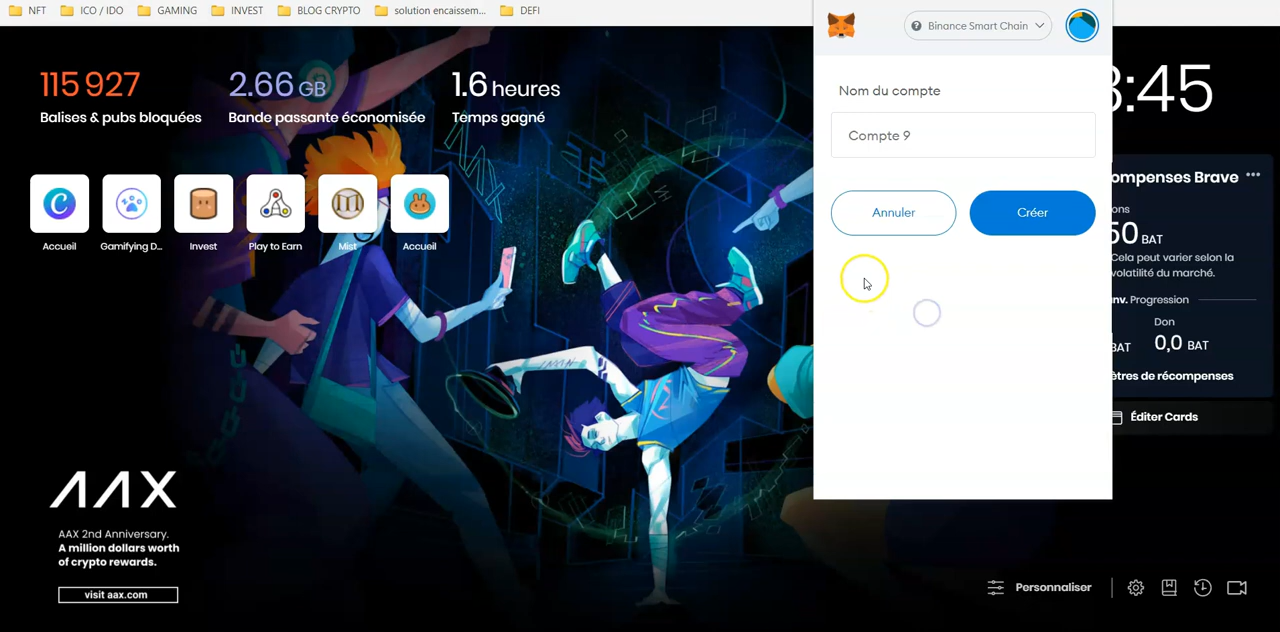 NFT ICO / IDO GAMING INVEST BLOG CRYPTO solution encaissem... DEFI
115 927
Balises & pubs bloquées
2.66 GB
Bande passante économisée
1.6 heures
Temps gagné
Accueil
Gamifying D...
Invest
Play to Earn
Mist
Accueil
AAX
AAX 2nd Anniversary.
A million dollars worth
of crypto rewards.
visit aax.com
Binance Smart Chain
Nom du compte
Compte 9
Annuler
Créer
:45
ompenses Brave
ons
50 BAT
Cela peut varier selon la
volatilité du marché.
nv. Progression
Don
BAT
0,0 BAT
ètres de récompenses
Éditer Cards
Personnaliser